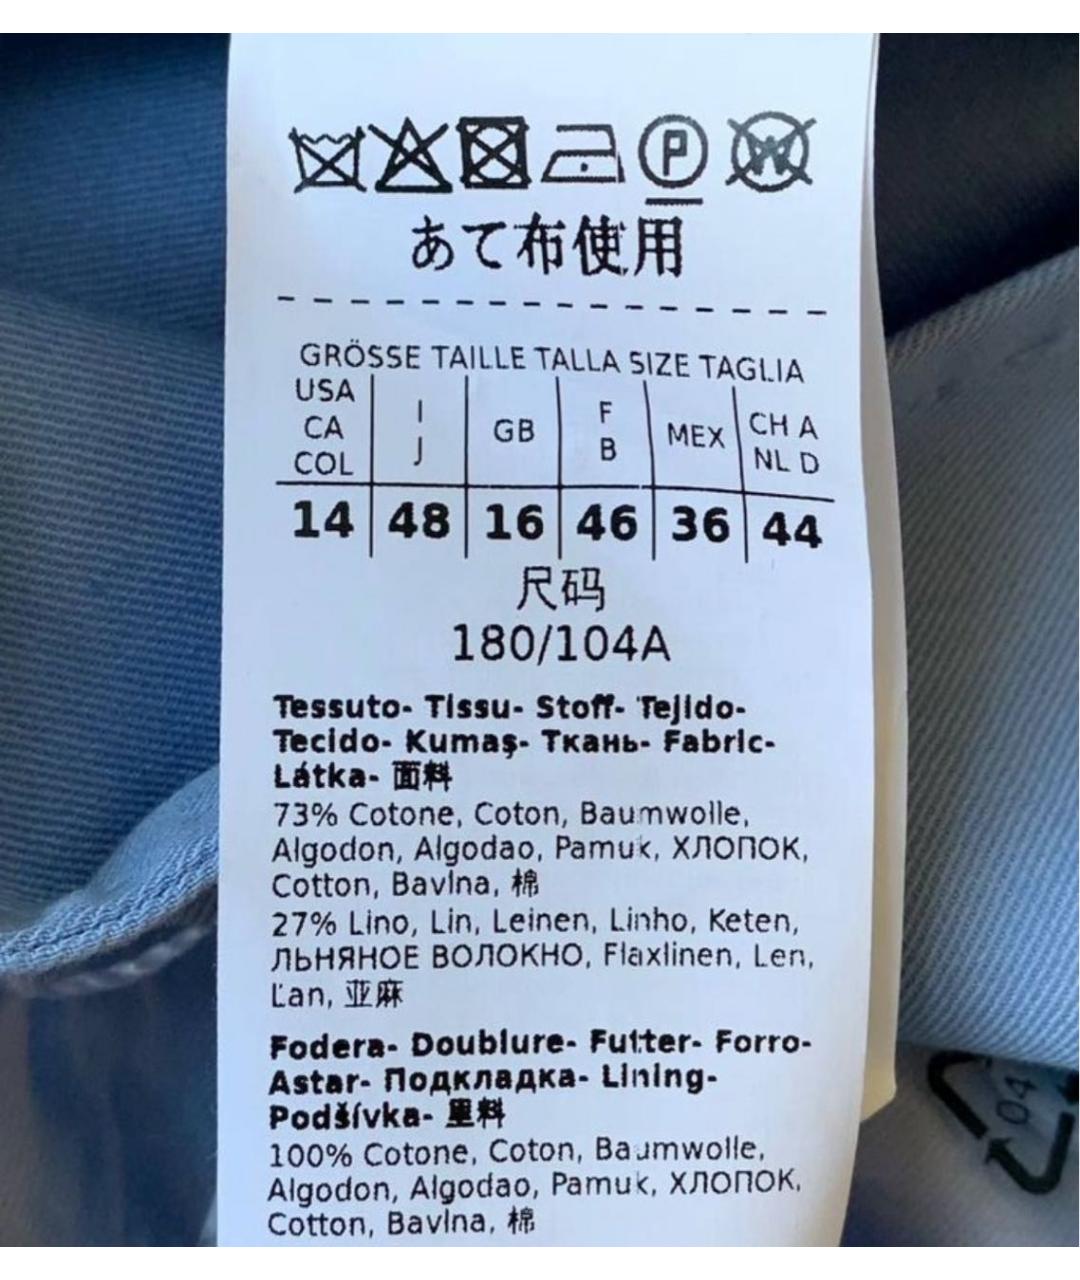 P W
あて布使用
GRÖSSE TAILLE TALLA SIZE TAGLIA
USA CA COL I J GB F B MEX CH A NL D
14 48 16 46 36 44
尺码
180/104A
Tessuto- Tissu- Stoff- Tejido-
Tecido- Kumaş- Ткань- Fabric-
Látka- 面料
73% Cotone, Coton, Baumwolle,
Algodon, Algodao, Pamuk, ХЛОПОК,
Cotton, Bavlna, 棉
27% Lino, Lin, Leinen, Linho, Keten,
ЛЬНЯНОЕ ВОЛОКНО, Flaxlinen, Len,
Ľan, 亚麻
Fodera- Doublure- Futter- Forro-
Astar- Подкладка- Lining-
Podšívka- 里料
100% Cotone, Coton, Baumwolle,
Algodon, Algodao, Pamuk, ХЛОПОК,
Cotton, Bavlna, 棉
04